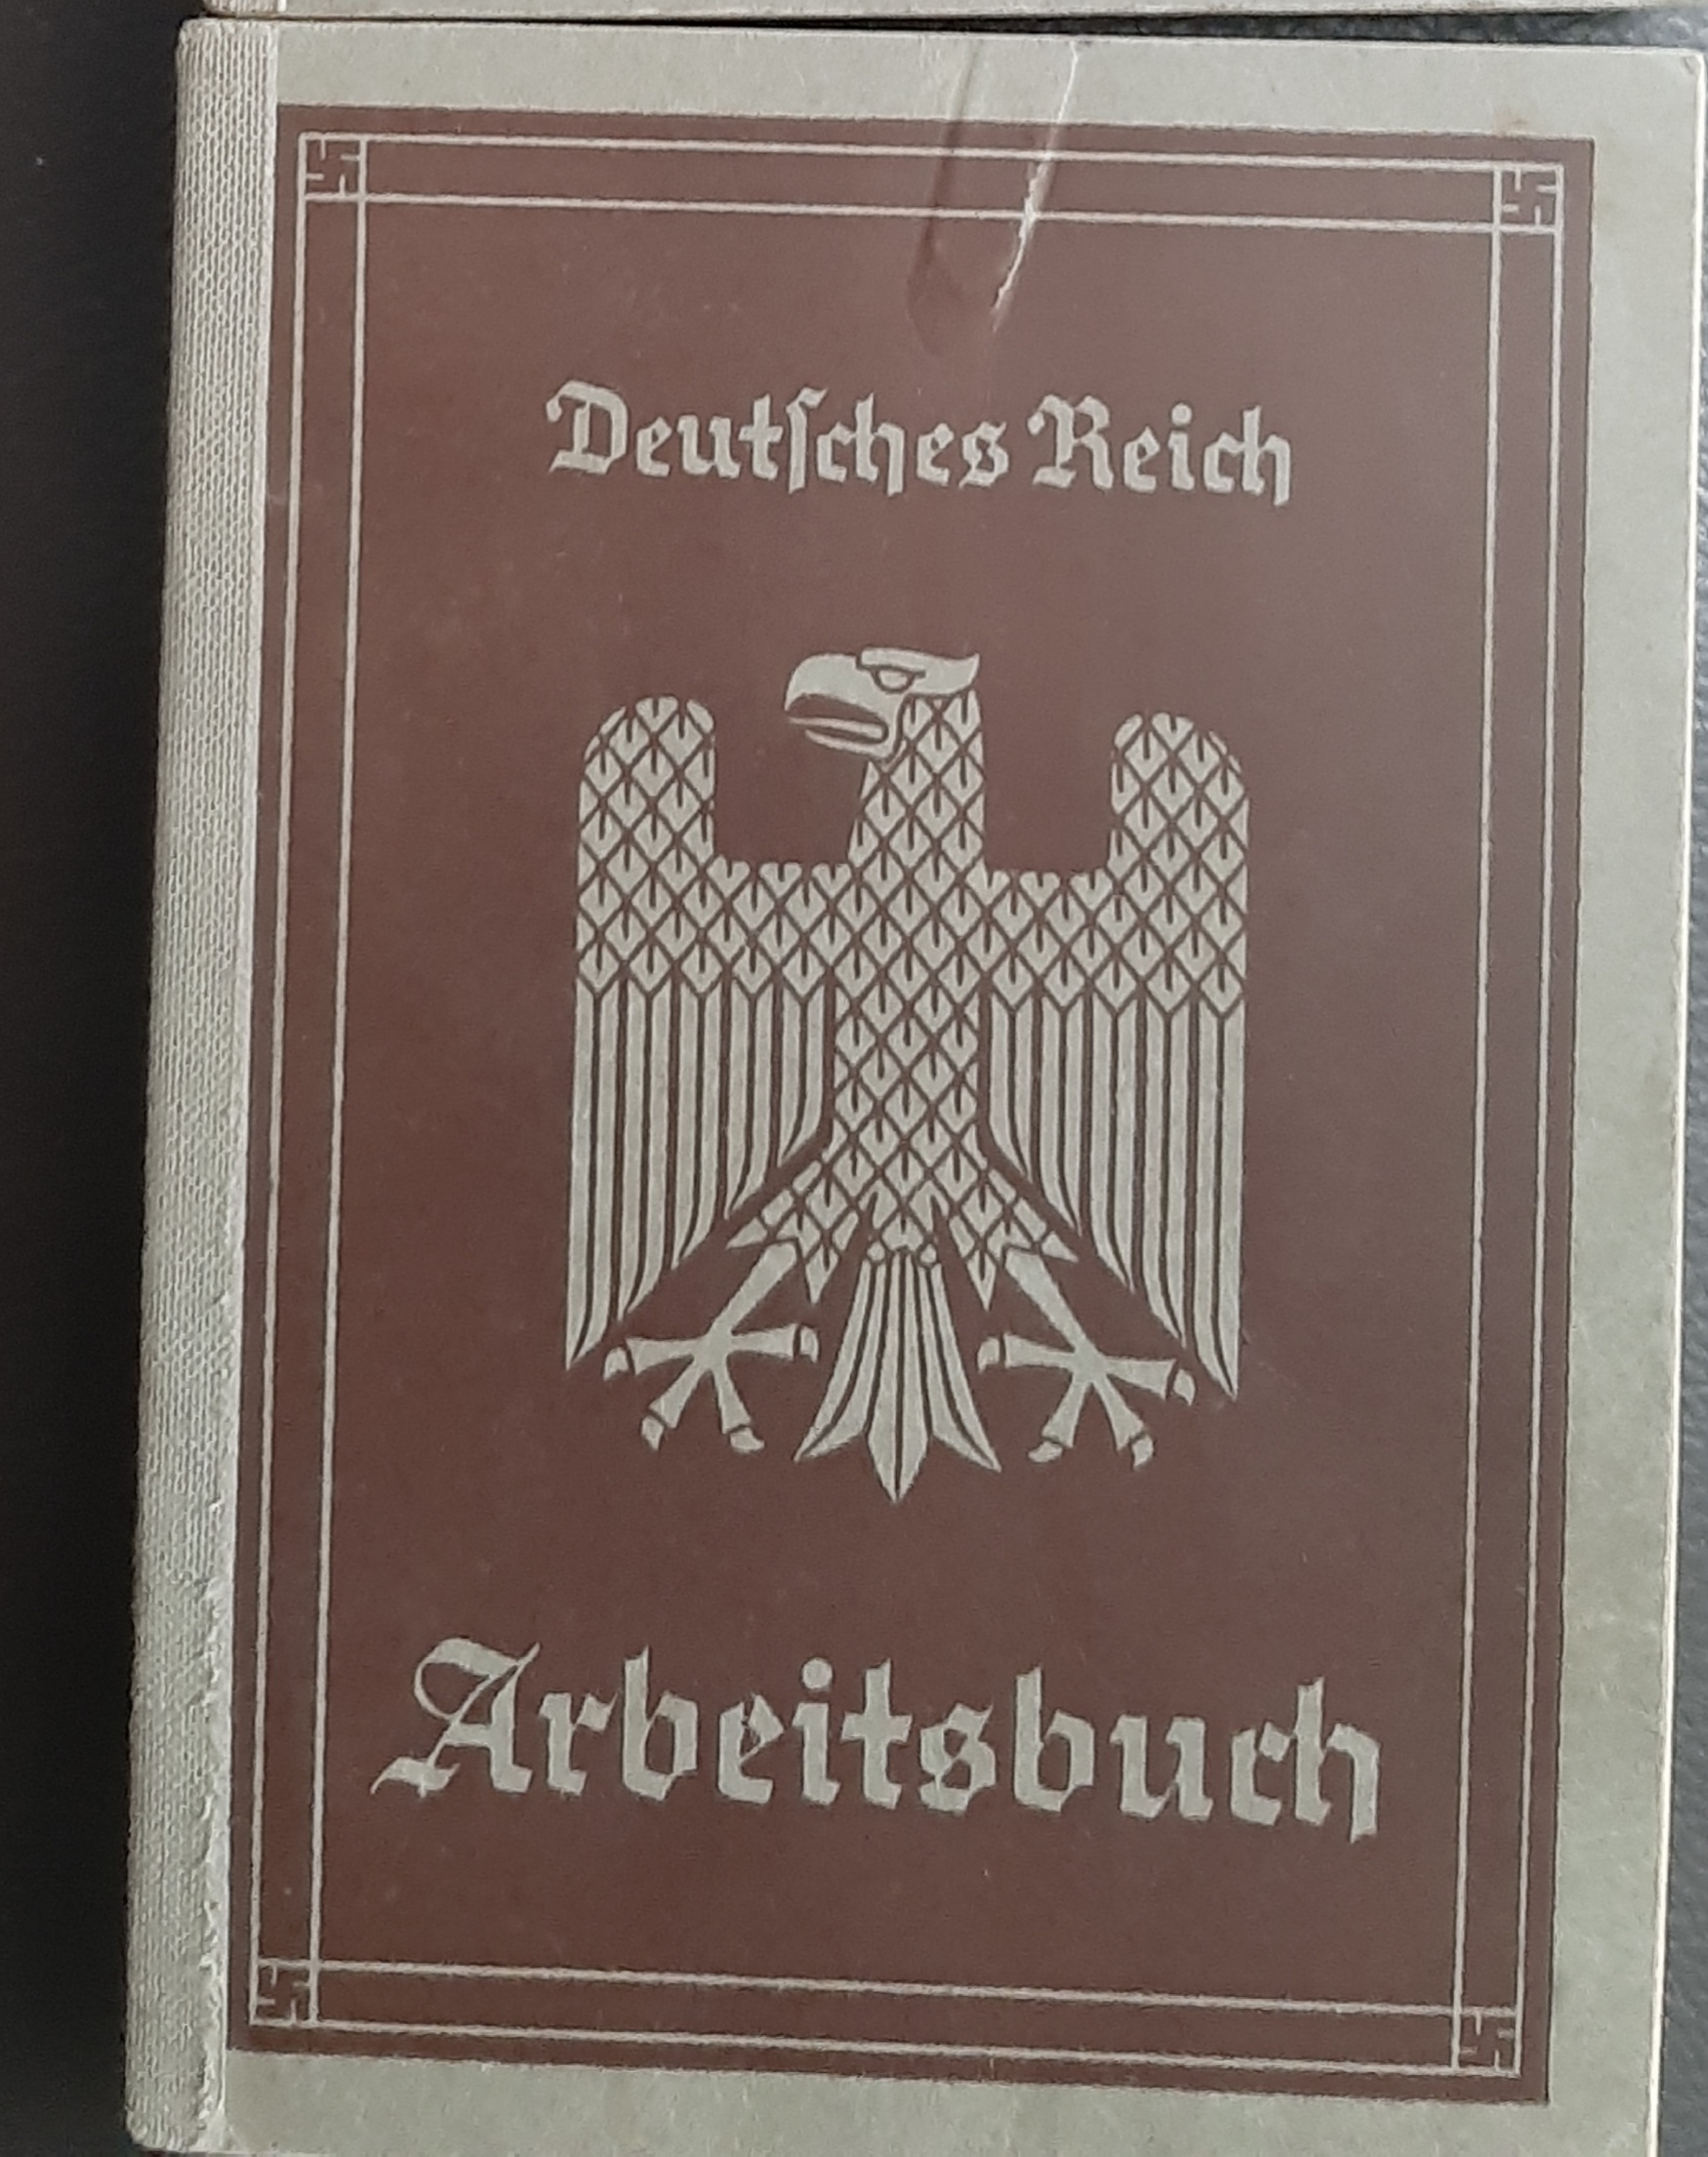 Deutſches Reich
Arbeitsbuch